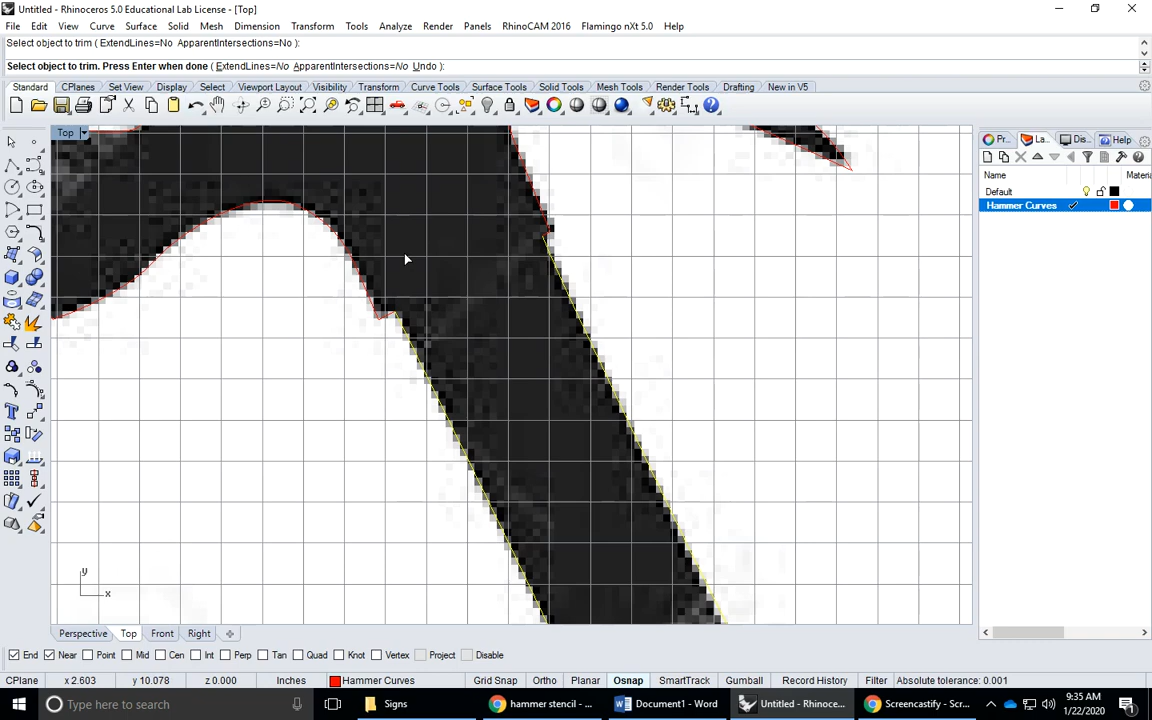 Untitled - Rhinoceros 5.0 Educational Lab License - [Top]
File Edit View Curve Surface Solid Mesh Dimension Transform Tools Analyze Render Panels RhinoCAM 2016 Flamingo nXt 5.0 Help
Select object to trim ( ExtendLines=No ApparentIntersections=No ):
Select object to trim. Press Enter when done ( ExtendLines=No ApparentIntersections=No Undo ):
Standard CPlanes Set View Display Select Viewport Layout Visibility Transform Curve Tools Surface Tools Solid Tools Mesh Tools Render Tools Drafting New in V5
Top
Pr... La... Dis... Help
Name Materi
Default
Hammer Curves
y
x
Perspective Top Front Right
End Near Point Mid Cen Int Perp Tan Quad Knot Vertex Project Disable
CPlane x 2.603 y 10.078 z 0.000 Inches Hammer Curves Grid Snap Ortho Planar Osnap SmartTrack Gumball Record History Filter Absolute tolerance: 0.001
Type here to search Signs hammer stencil - ... Document1 - Word Untitled - Rhinoce... Screencastify - Scr... 9:35 AM
1/22/2020 1